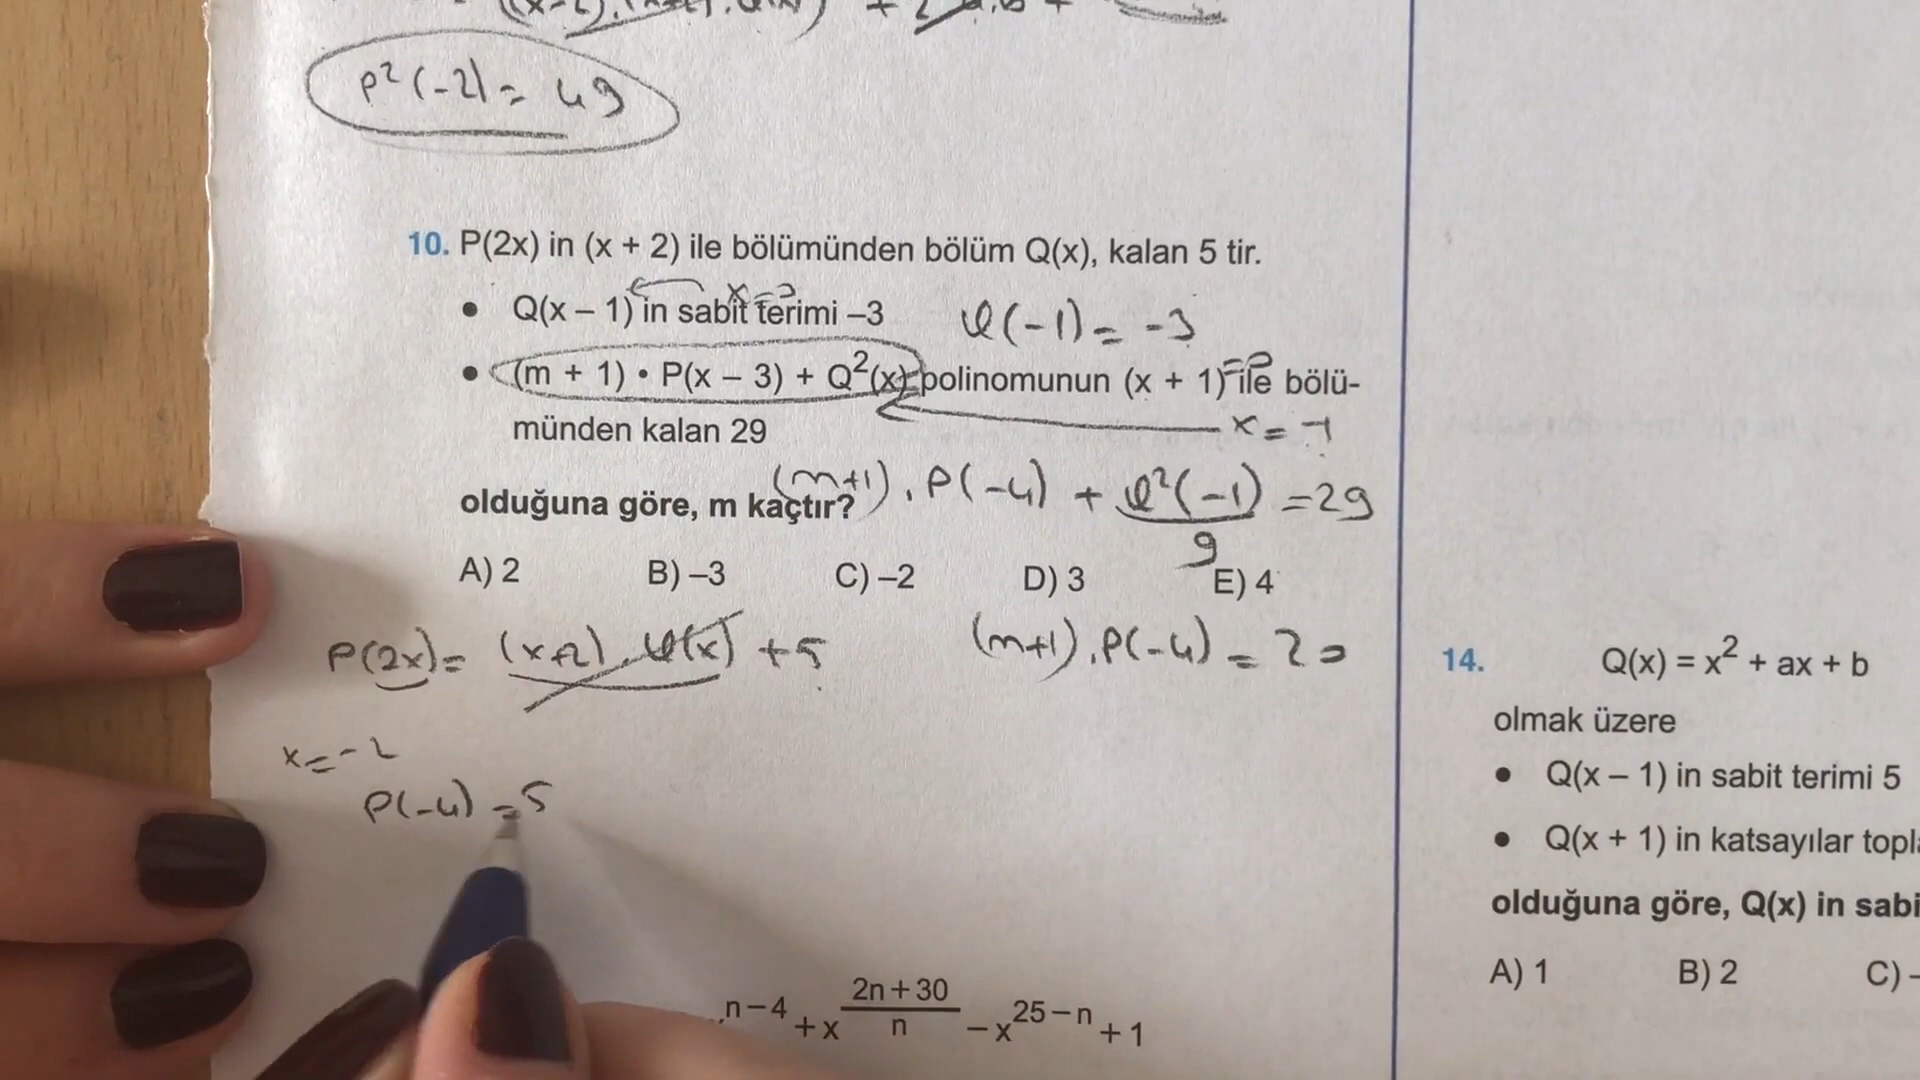 P²(-2) = 49
10. P(2x) in (x + 2) ile bölümünden bölüm Q(x), kalan 5 tir.
• Q(x – 1) in sabit terimi –3
Q(-1) = -3
• (m + 1) • P(x – 3) + Q²(x) polinomunun (x + 1) ile bölü-
münden kalan 29
x = -1
olduğuna göre, m kaçtır?
(m+1) . P(-4) + Q²(-1) = 29
9
A) 2 B) –3 C) –2 D) 3 E) 4
P(2x) = (x+2) . Q(x) + 5
(m+1) . P(-4) = 20
x = -2
P(-4) = 5
n – 4 + x 2n + 30 / n – x 25 – n + 1
14. Q(x) = x² + ax + b
olmak üzere
• Q(x – 1) in sabit terimi 5
• Q(x + 1) in katsayılar topl
olduğuna göre, Q(x) in sabi
A) 1 B) 2 C) –